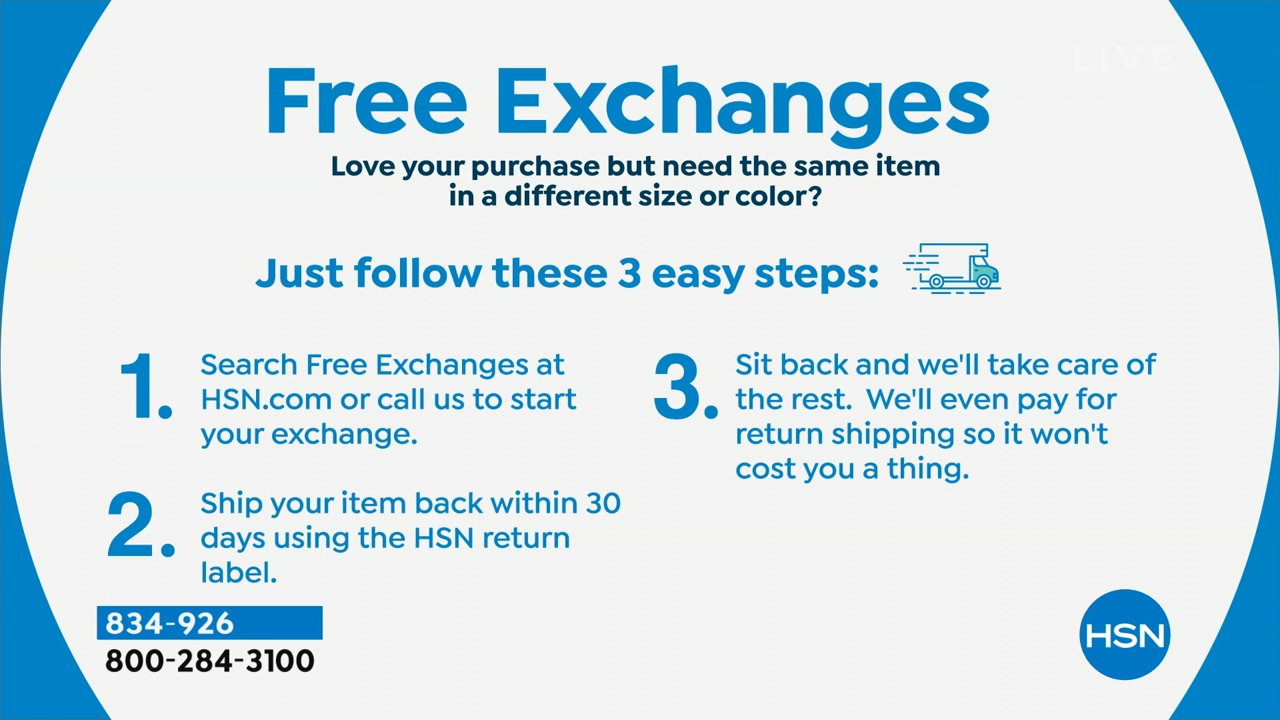 LIVE
Free Exchanges
Love your purchase but need the same item
in a different size or color?
Just follow these 3 easy steps:
1. Search Free Exchanges at
HSN.com or call us to start
your exchange.
2. Ship your item back within 30
days using the HSN return
label.
3. Sit back and we'll take care of
the rest. We'll even pay for
return shipping so it won't
cost you a thing.
834-926
800-284-3100
HSN